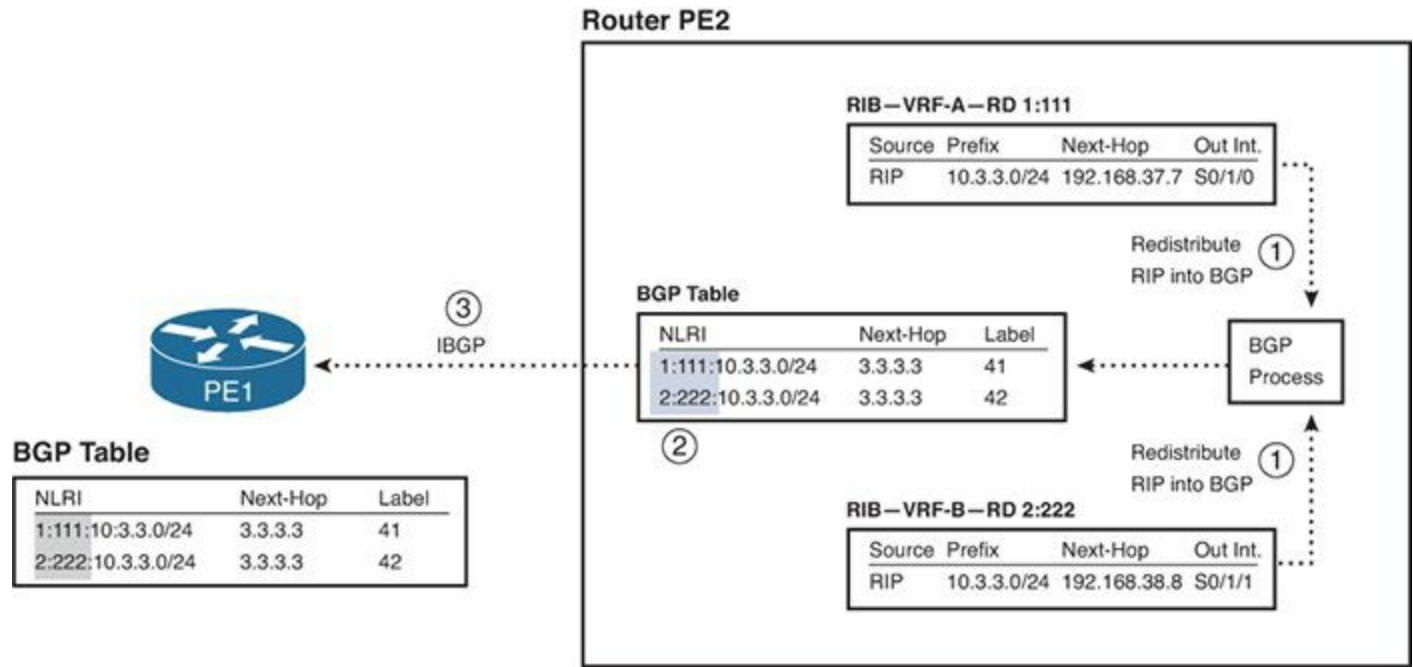 Router PE2
RIB—VRF-A—RD 1:111
Source Prefix Next-Hop Out Int.
RIP 10.3.3.0/24 192.168.37.7 S0/1/0
Redistribute
RIP into BGP
1
BGP Table
NLRI Next-Hop Label
1:111:10.3.3.0/24 3.3.3.3 41
2:222:10.3.3.0/24 3.3.3.3 42
2
3
IBGP
PE1
BGP
Process
Redistribute
RIP into BGP
1
RIB—VRF-B—RD 2:222
Source Prefix Next-Hop Out Int.
RIP 10.3.3.0/24 192.168.38.8 S0/1/1
BGP Table
NLRI Next-Hop Label
1:111:10:3.3.0/24 3.3.3.3 41
2:222:10.3.3.0/24 3.3.3.3 42